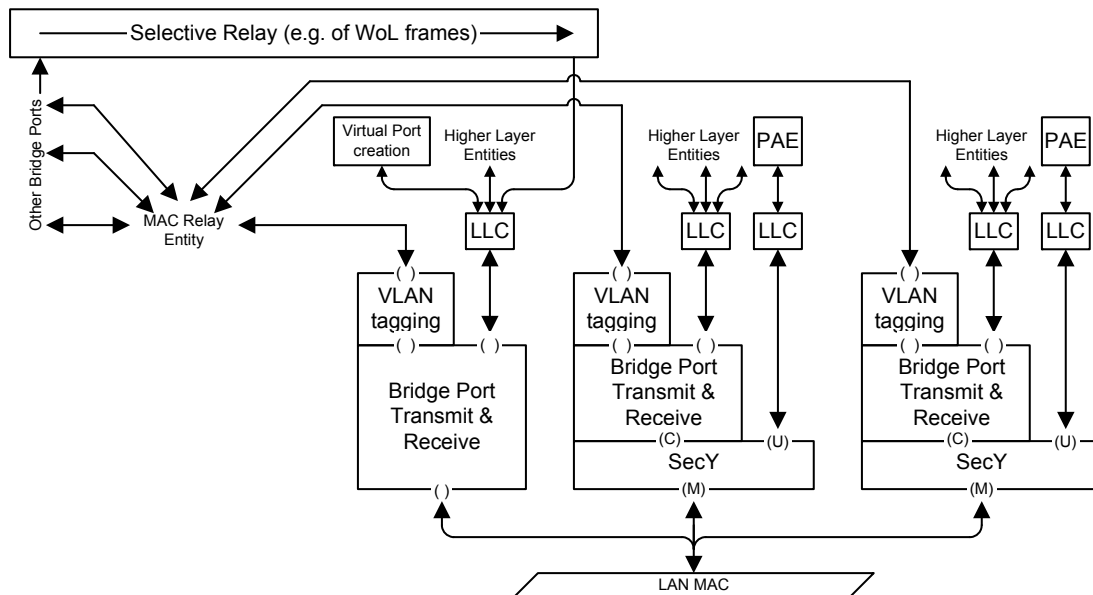 Selective Relay (e.g. of WoL frames)
Other Bridge Ports
MAC Relay
Entity
Virtual Port
creation
Higher Layer
Entities
LLC
Higher Layer
Entities
PAE
LLC
LLC
Higher Layer
Entities
PAE
LLC
LLC
( )
VLAN
tagging
( )
( )
Bridge Port
Transmit &
Receive
( )
( )
VLAN
tagging
( )
( )
Bridge Port
Transmit &
Receive
(C)
(U)
SecY
(M)
( )
VLAN
tagging
( )
( )
Bridge Port
Transmit &
Receive
(C)
(U)
SecY
(M)
LAN MAC